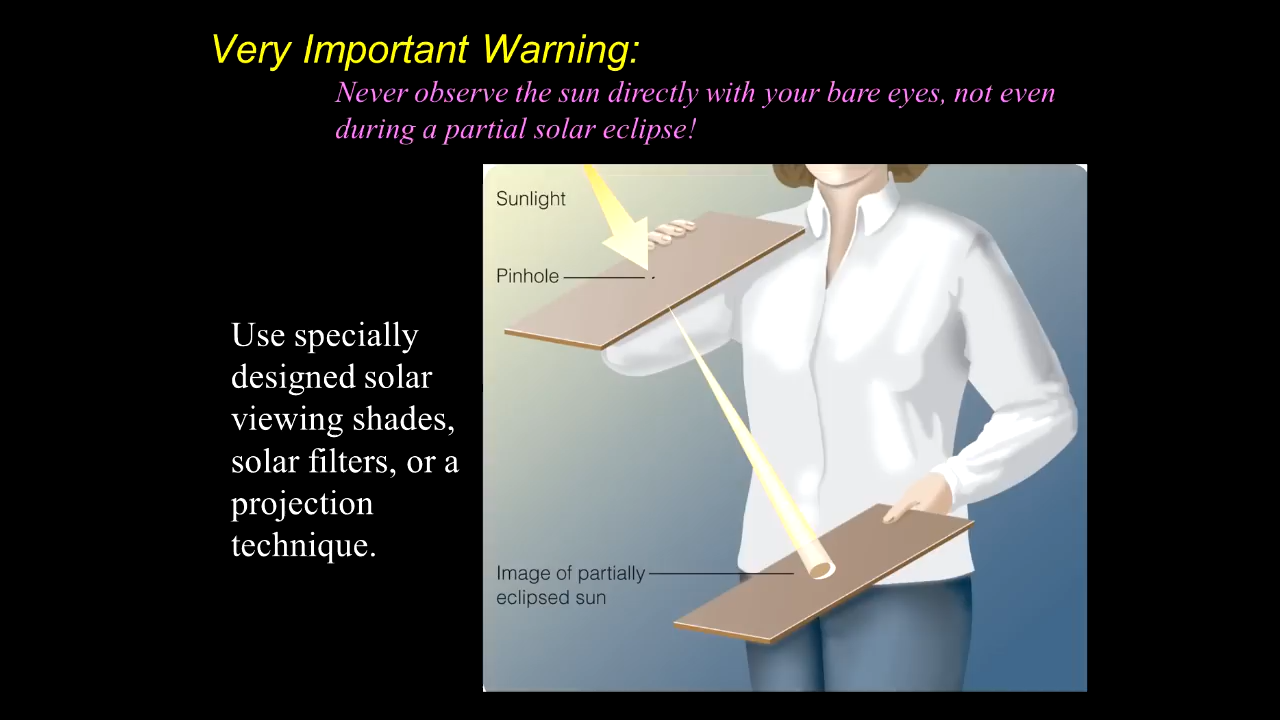 Very Important Warning:
Never observe the sun directly with your bare eyes, not even
during a partial solar eclipse!
Sunlight
Pinhole
Use specially
designed solar
viewing shades,
solar filters, or a
projection
technique.
Image of partially
eclipsed sun